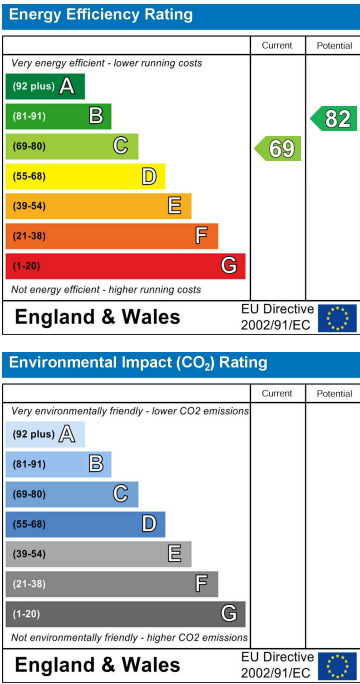 Energy Efficiency Rating
Current Potential
Very energy efficient - lower running costs
(92 plus) A
(81-91) B
82
(69-80) C
69
(55-68) D
(39-54) E
(21-38) F
(1-20) G
Not energy efficient - higher running costs
England & Wales
EU Directive
2002/91/EC
Environmental Impact (CO₂) Rating
Current Potential
Very environmentally friendly - lower CO2 emissions
(92 plus) A
(81-91) B
(69-80) C
(55-68) D
(39-54) E
(21-38) F
(1-20) G
Not environmentally friendly - higher CO2 emissions
England & Wales
EU Directive
2002/91/EC